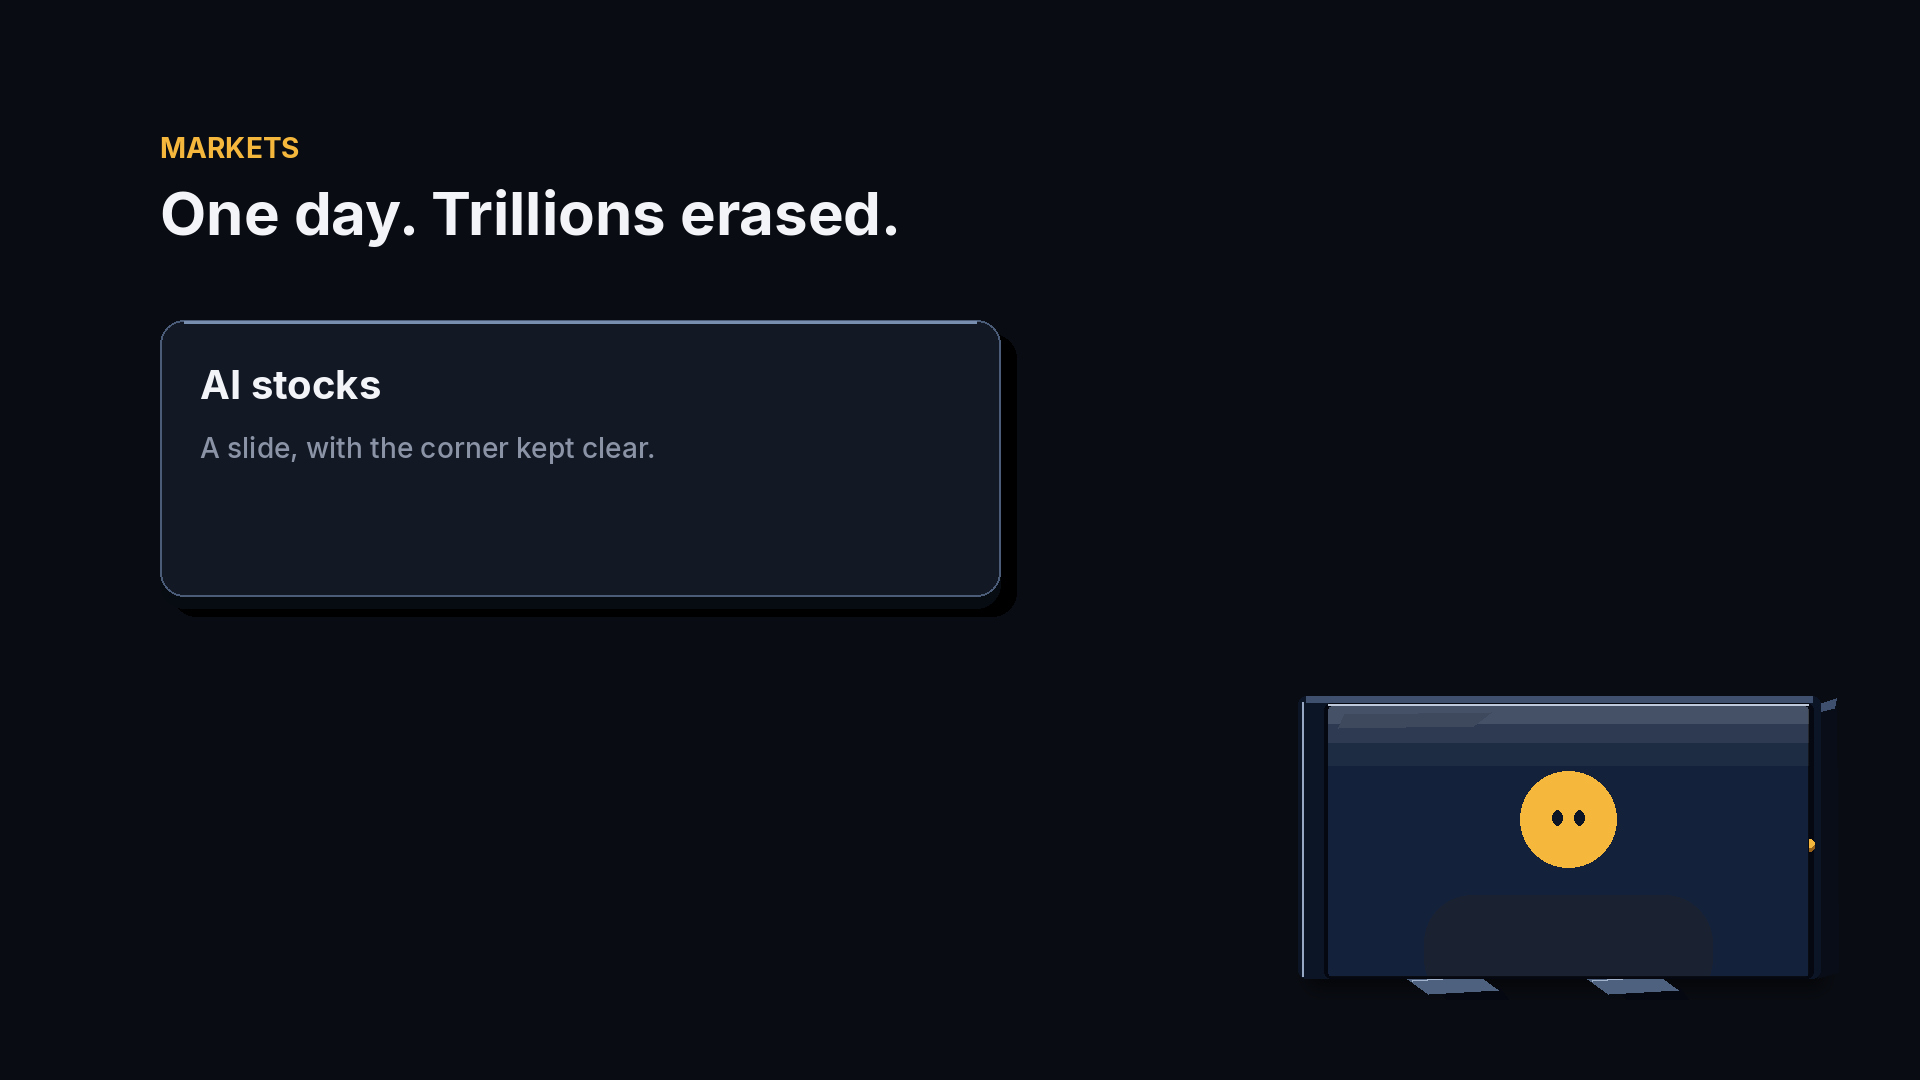 MARKETS
One day. Trillions erased.
AI stocks
A slide, with the corner kept clear.